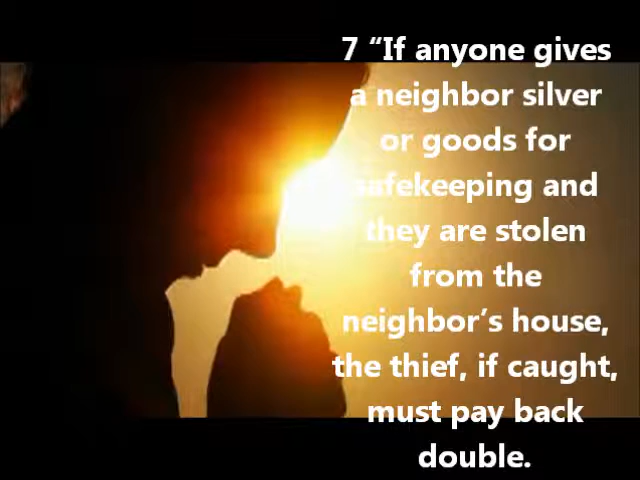 7 “If anyone gives
a neighbor silver
or goods for
safekeeping and
they are stolen
from the
neighbor’s house,
the thief, if caught,
must pay back
double.